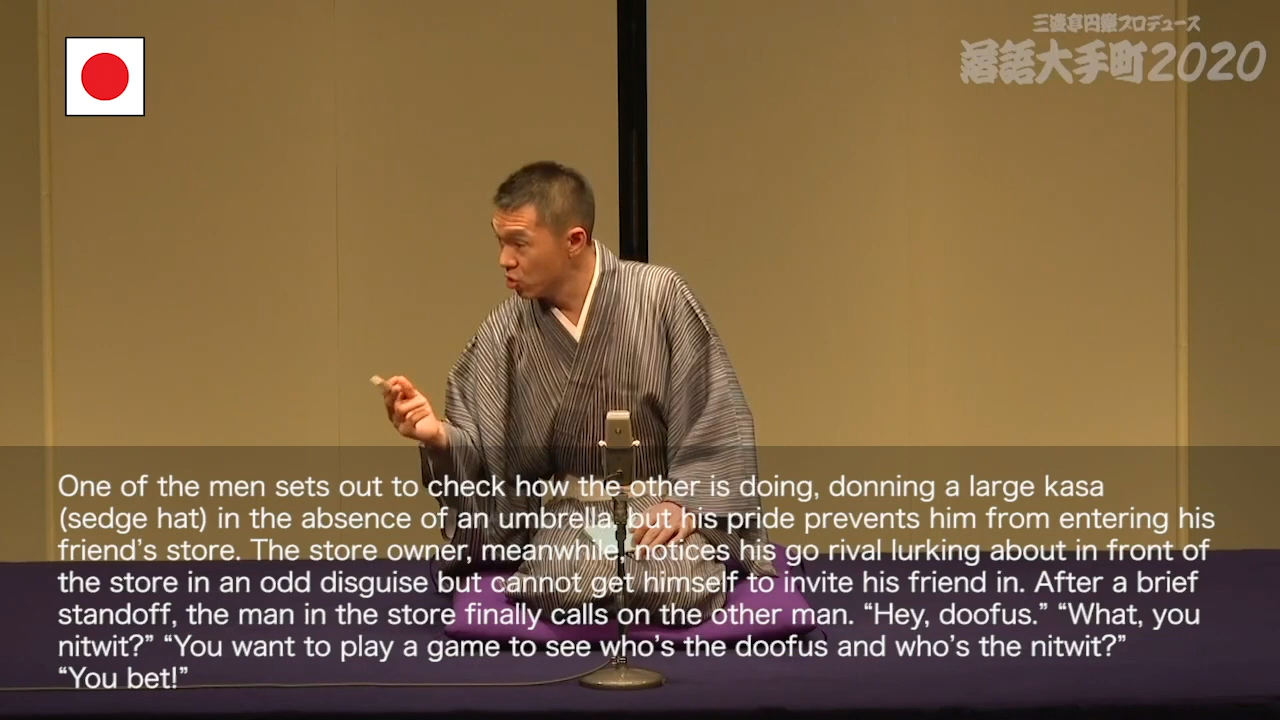 三遊亭円楽プロデュース
落語大手町2020
One of the men sets out to check how the other is doing, donning a large kasa
(sedge hat) in the absence of an umbrella, but his pride prevents him from entering his
friend's store. The store owner, meanwhile, notices his go rival lurking about in front of
the store in an odd disguise but cannot get himself to invite his friend in. After a brief
standoff, the man in the store finally calls on the other man. “Hey, doofus.” “What, you
nitwit?” “You want to play a game to see who's the doofus and who's the nitwit?”
“You bet!”